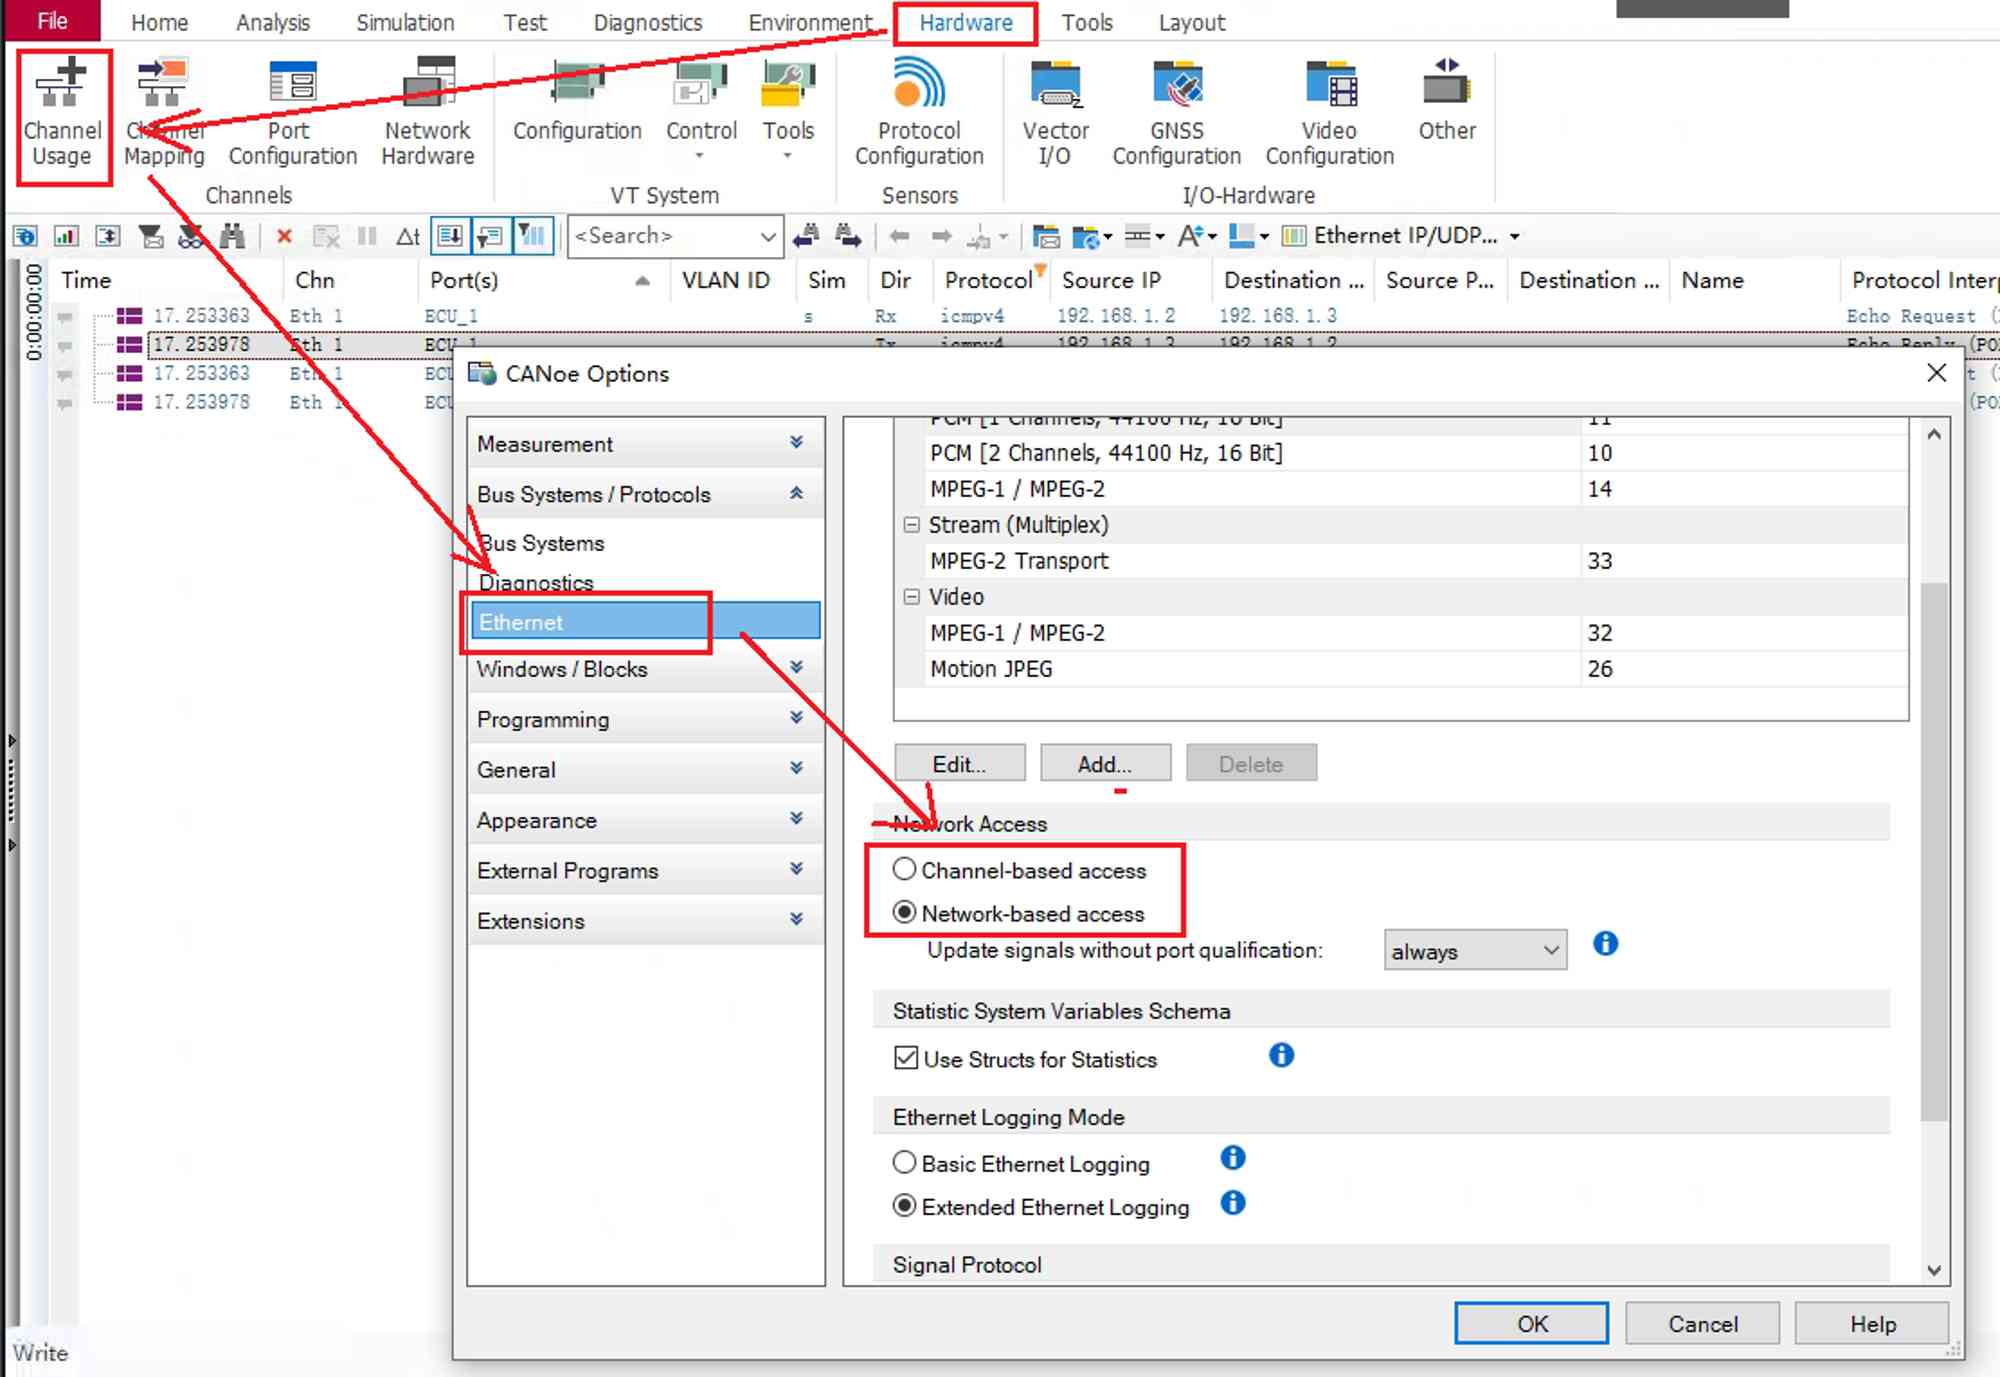 File Home Analysis Simulation Test Diagnostics Environment Hardware Tools Layout
Channel Usage
Channel Mapping
Port Configuration
Network Hardware
Configuration
Control
Tools
Protocol Configuration
Vector I/O
GNSS Configuration
Video Configuration
Other
Channels VT System Sensors I/O-Hardware
Δt <Search> Ethernet IP/UDP...
0:00:00:00
Time Chn Port(s) VLAN ID Sim Dir Protocol Source IP Destination ... Source P... Destination ... Name Protocol Interp
17.253363 Eth 1 ECU_1 s Rx icmpv4 192.168.1.2 192.168.1.3 Echo Request (
17.253978 Eth 1 ECU_1 Tx icmpv4 192.168.1.3 192.168.1.2 Echo Reply (PO
17.253363 Eth 1 ECU t (
17.253978 Eth 1 ECU (PO
CANoe Options
Measurement
Bus Systems / Protocols
Bus Systems
Diagnostics
Ethernet
Windows / Blocks
Programming
General
Appearance
External Programs
Extensions
PCM [1 Channels, 44100 Hz, 16 Bit] 11
PCM [2 Channels, 44100 Hz, 16 Bit] 10
MPEG-1 / MPEG-2 14
Stream (Multiplex)
MPEG-2 Transport 33
Video
MPEG-1 / MPEG-2 32
Motion JPEG 26
Edit... Add... Delete
Network Access
Channel-based access
Network-based access
Update signals without port qualification: always
Statistic System Variables Schema
Use Structs for Statistics
Ethernet Logging Mode
Basic Ethernet Logging
Extended Ethernet Logging
Signal Protocol
OK Cancel Help
Write